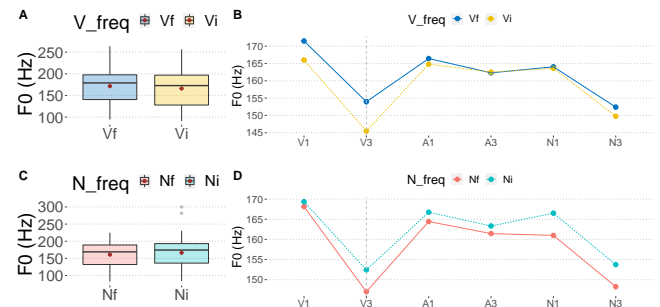 A
V_freq Vf Vi
F0 (Hz)
250
200
150
100
Vf Vi
B
V_freq Vf Vi
F0 (Hz)
170
165
160
155
150
145
V1 V3 A1 A3 N1 N3
C
N_freq Nf Ni
F0 (Hz)
300
250
200
150
100
Nf Ni
D
N_freq Nf Ni
F0 (Hz)
170
165
160
155
150
V1 V3 A1 A3 N1 N3